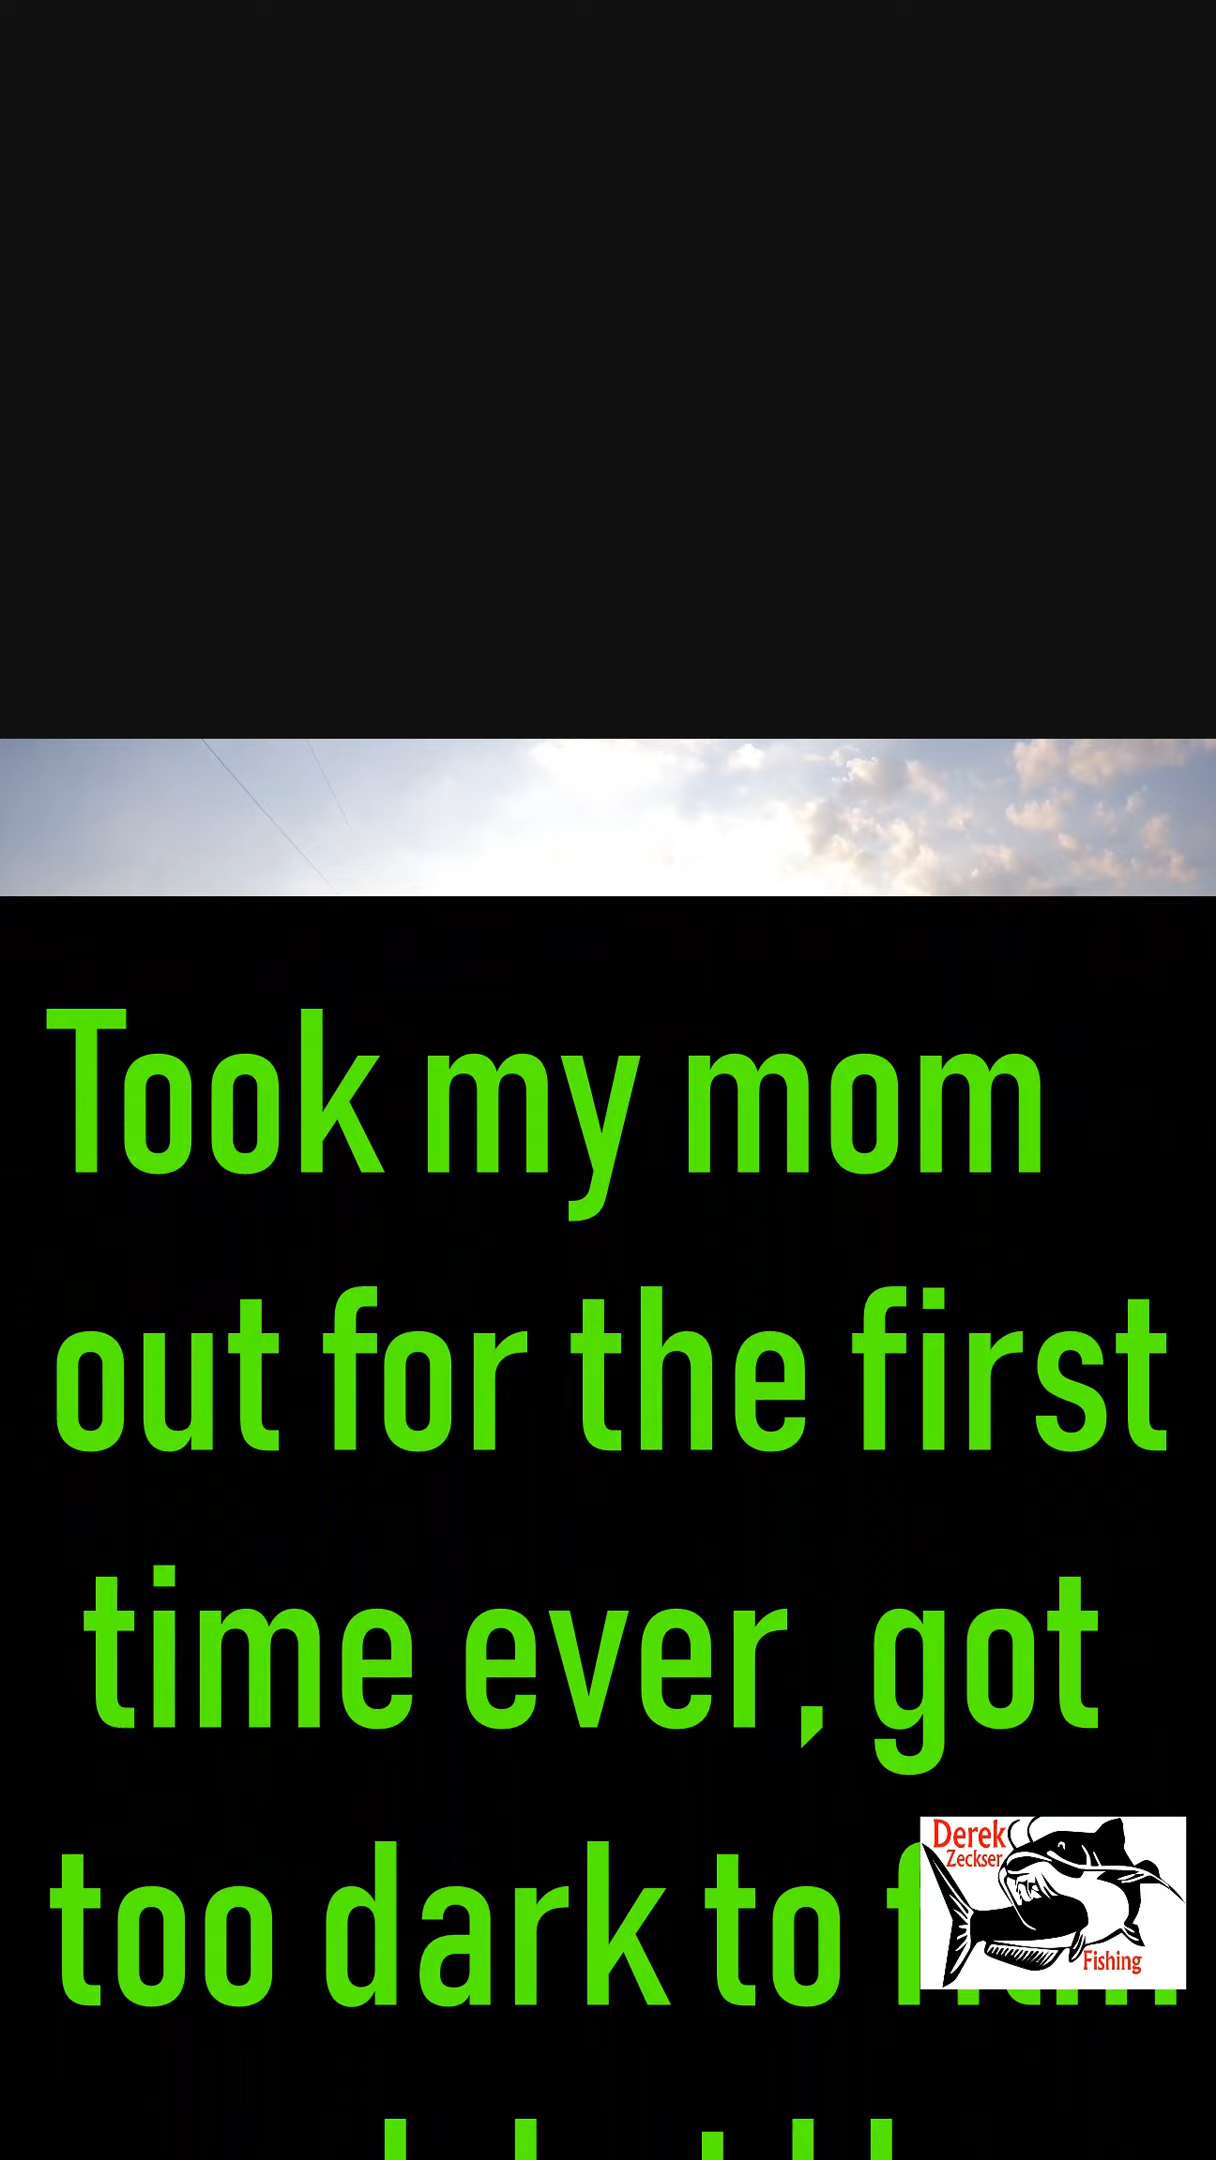 Took my mom
out for the first
time ever, got
too dark to
Derek
Zeckser
Fishing